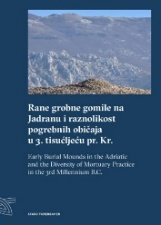 Rane grobne gomile na
Jadranu i raznolikost
pogrebnih običaja
u 3. tisućljeću pr. Kr.
Early Burial Mounds in the Adriatic
and the Diversity of Mortuary Practice
in the 3rd Millennium B.C.